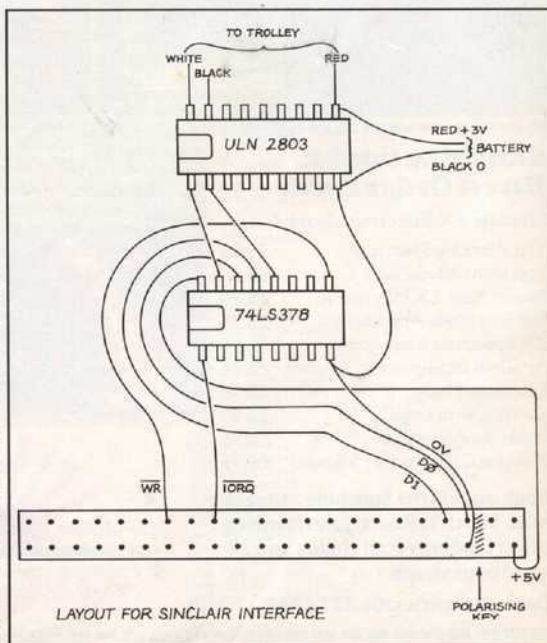 TO TROLLEY
WHITE
BLACK
RED
ULN 2803
RED +3V
BATTERY
BLACK 0
74LS378
0V
DØ
D1
WR
IORQ
+5V
LAYOUT FOR SINCLAIR INTERFACE
POLARISING
KEY